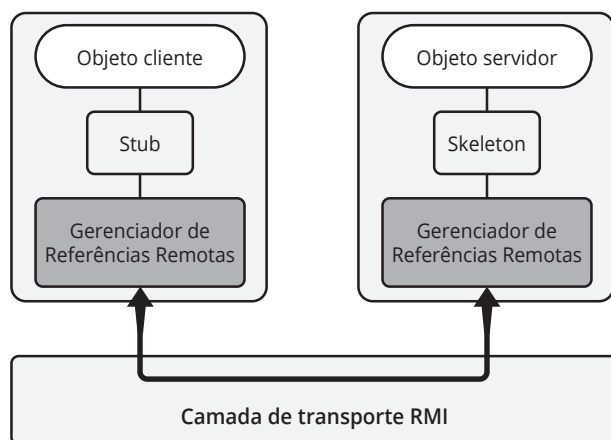 Objeto cliente
Stub
Gerenciador de
Referências Remotas
Objeto servidor
Skeleton
Gerenciador de
Referências Remotas
Camada de transporte RMI